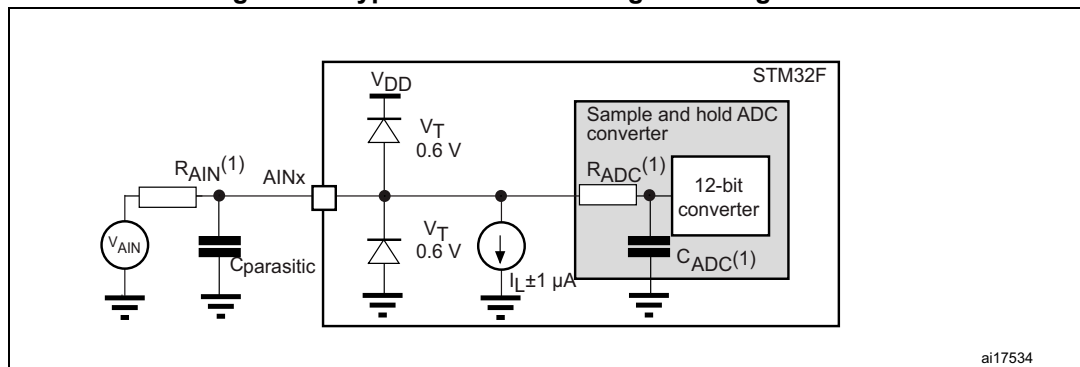 STM32F
VDD
VT
0.6 V
Sample and hold ADC
converter
RAIN(1)
AINx
RADC(1)
12-bit
converter
VAIN
Cparasitic
VT
0.6 V
IL±1 µA
CADC(1)
ai17534